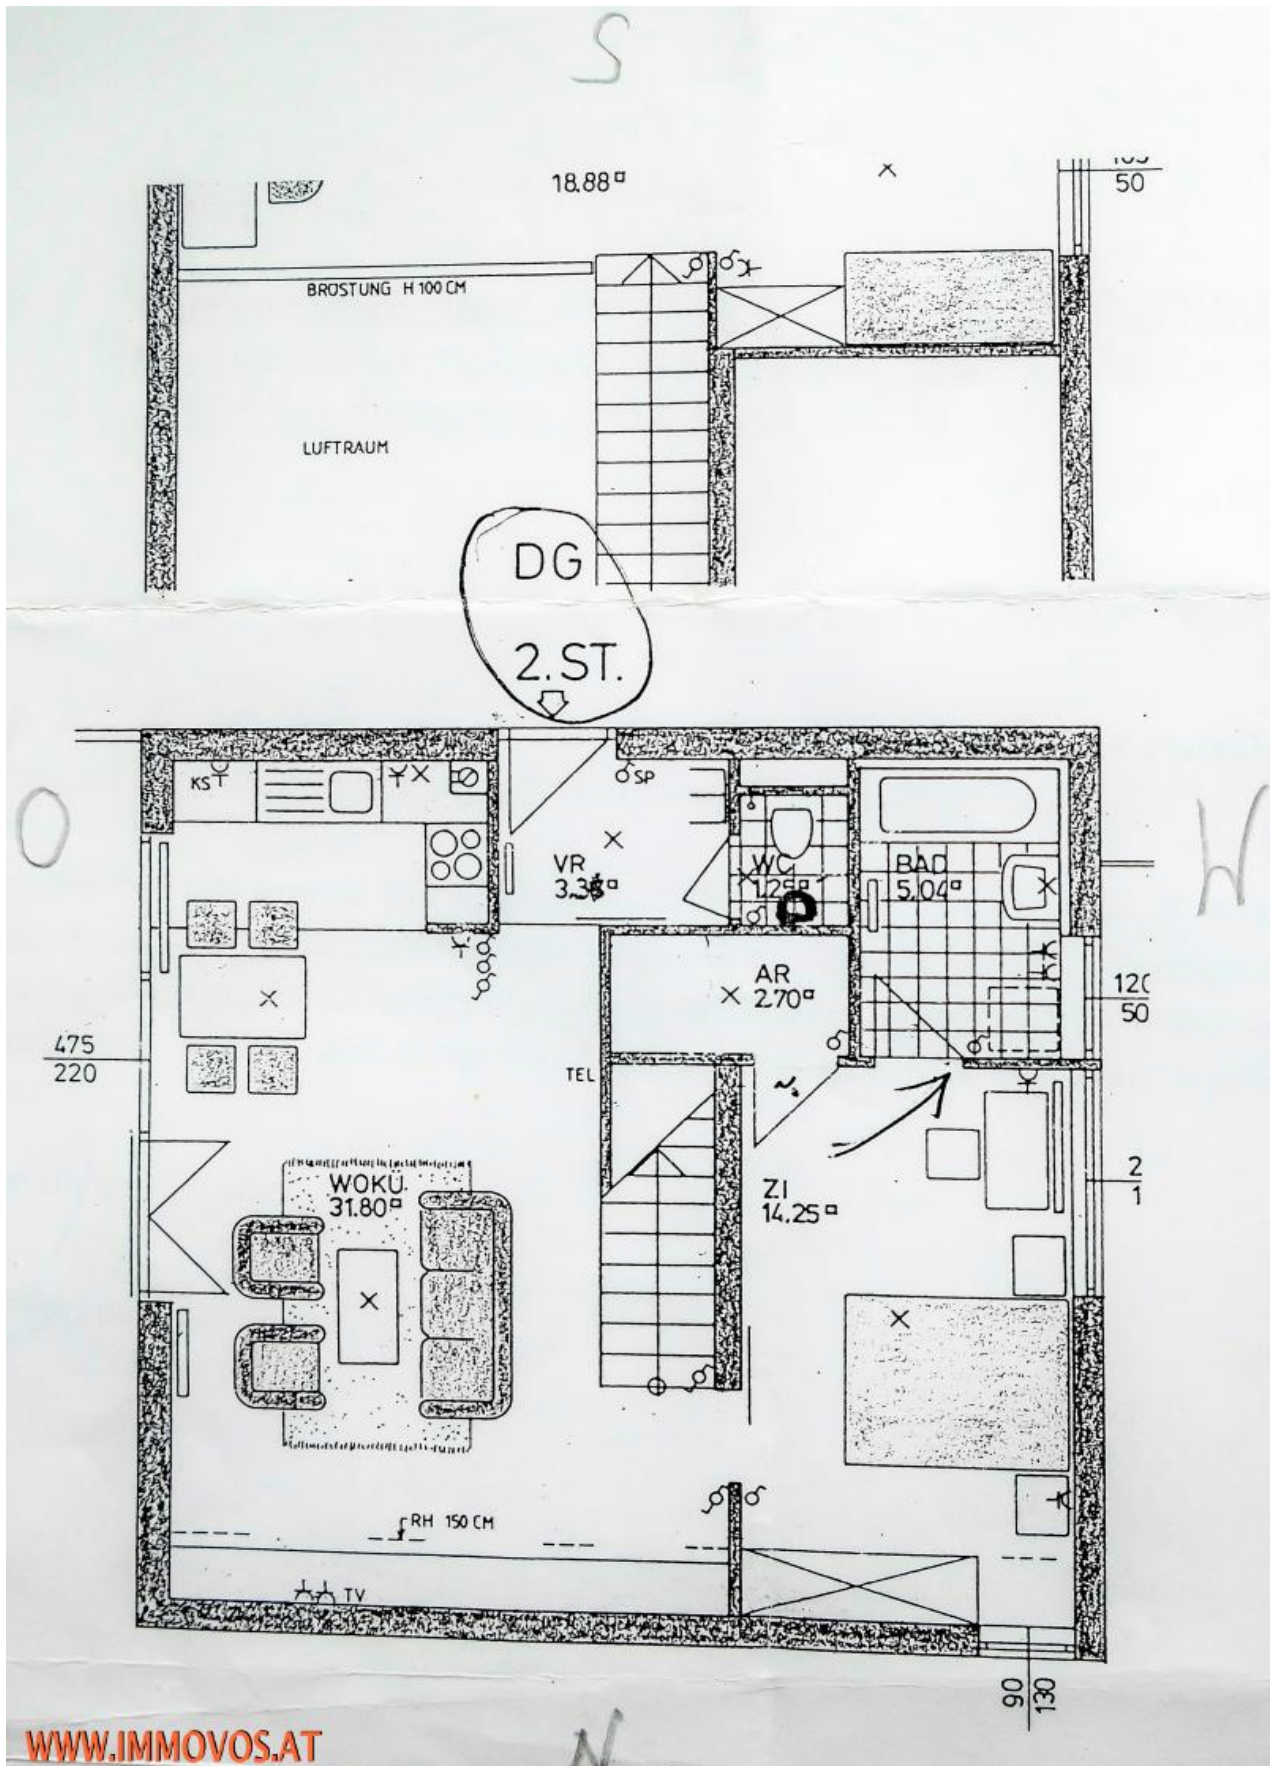 S
18.88
50
BRÜSTUNG H 100 CM
LUFTRAUM
DG
2.ST.
KS
SP
O
VR
WC
BAD
5.04
W
AR
2.70
120
50
475
220
TEL
2
1
WOKÜ
31.80
ZI
14.25
RH 150 CM
TV
90
130
N
WWW.IMMOVOS.AT